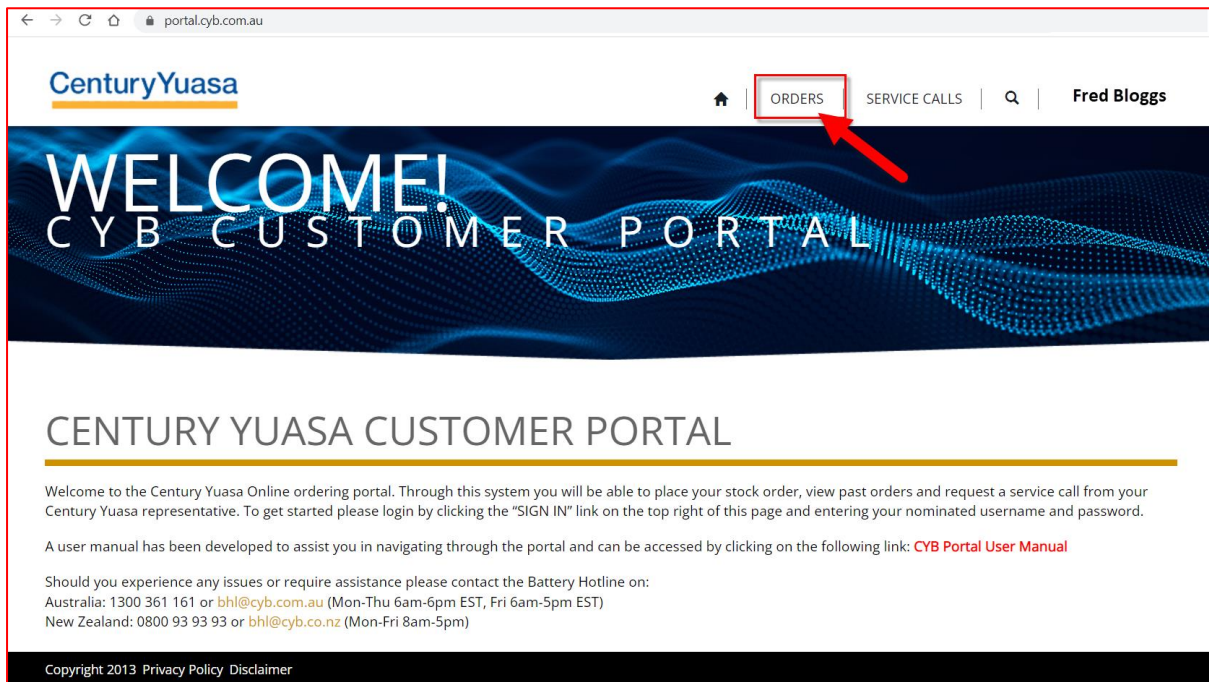 portal.cyb.com.au
CenturyYuasa
ORDERS
SERVICE CALLS
Fred Bloggs
WELCOME!
CYB CUSTOMER PORTAL
CENTURY YUASA CUSTOMER PORTAL
Welcome to the Century Yuasa Online ordering portal. Through this system you will be able to place your stock order, view past orders and request a service call from your
Century Yuasa representative. To get started please login by clicking the “SIGN IN” link on the top right of this page and entering your nominated username and password.
A user manual has been developed to assist you in navigating through the portal and can be accessed by clicking on the following link: CYB Portal User Manual
Should you experience any issues or require assistance please contact the Battery Hotline on:
Australia: 1300 361 161 or bhl@cyb.com.au (Mon-Thu 6am-6pm EST, Fri 6am-5pm EST)
New Zealand: 0800 93 93 93 or bhl@cyb.co.nz (Mon-Fri 8am-5pm)
Copyright 2013 Privacy Policy Disclaimer